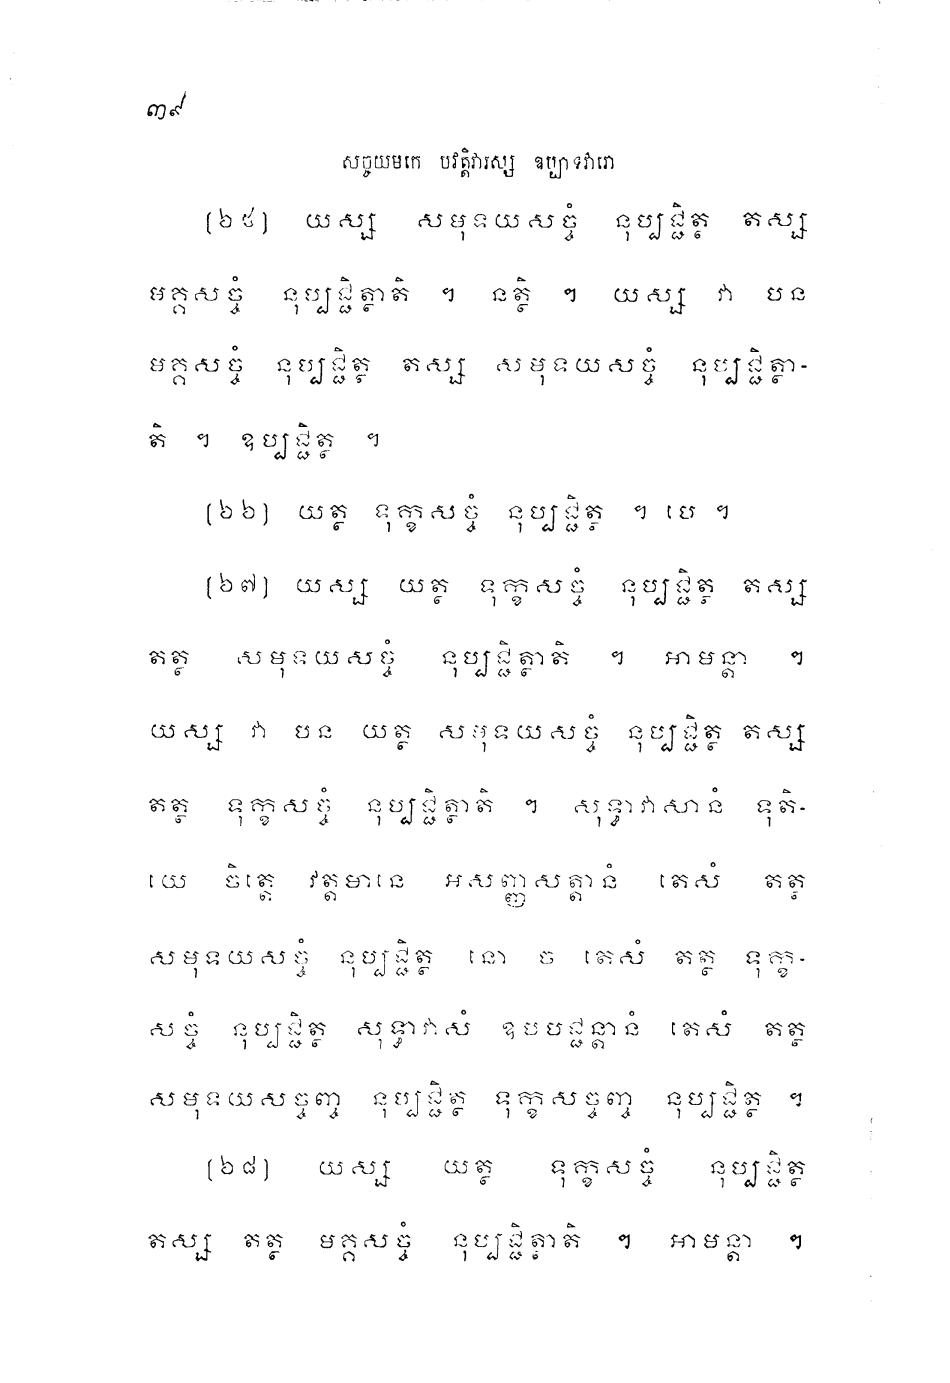 ៣៩
សច្ចយមកេ បវត្តិវារស្ស ឧប្បាទវារោ
(៦៥) យស្ស សមុទយសច្ចំ នុប្បជ្ជិត្ថ តស្ស
មគ្គសច្ចំ នុប្បជ្ជិត្ថាតិ ។ នត្ថិ ។ យស្ស វា បន
មគ្គសច្ចំ នុប្បជ្ជិត្ថ តស្ស សមុទយសច្ចំ នុប្បជ្ជិត្ថា-
តិ ។ ឧប្បជ្ជិត្ថ ។
(៦៦) យត្ថ ទុក្ខសច្ចំ នុប្បជ្ជិត្ថ ។ បេ ។
(៦៧) យស្ស យត្ថ ទុក្ខសច្ចំ នុប្បជ្ជិត្ថ តស្ស
តត្ថ សមុទយសច្ចំ នុប្បជ្ជិត្ថាតិ ។ អាមន្តា ។
យស្ស វា បន យត្ថ សមុទយសច្ចំ នុប្បជ្ជិត្ថ តស្ស
តត្ថ ទុក្ខសច្ចំ នុប្បជ្ជិត្ថាតិ ។ សុទ្ធាវាសានំ ទុតិ-
យេ ចិត្តេ វត្តមានេ អសញ្ញសត្តានំ តេសំ តត្ថ
សមុទយសច្ចំ នុប្បជ្ជិត្ថ នោ ច តេសំ តត្ថ ទុក្ខ-
សច្ចំ នុប្បជ្ជិត្ថ សុទ្ធាវាសំ ឧបបជ្ជន្តានំ តេសំ តត្ថ
សមុទយសច្ចញ្ច នុប្បជ្ជិត្ថ ទុក្ខសច្ចញ្ច នុប្បជ្ជិត្ថ ។
(៦៨) យស្ស យត្ថ ទុក្ខសច្ចំ នុប្បជ្ជិត្ថ
តស្ស តត្ថ មគ្គសច្ចំ នុប្បជ្ជិត្ថាតិ ។ អាមន្តា ។